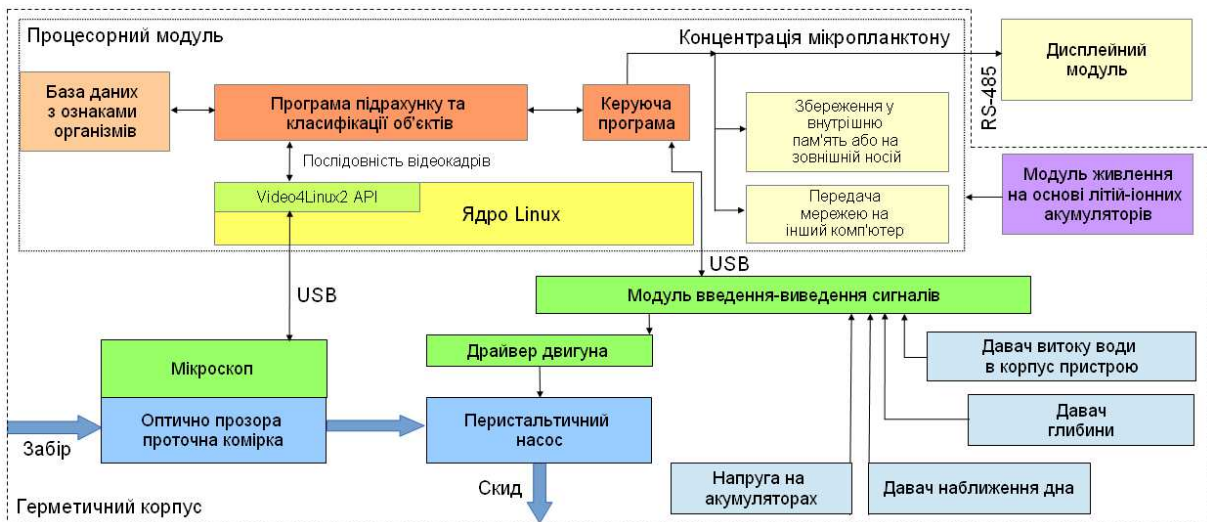 Процесорний модуль
Концентрація мікропланктону
Дисплейний
модуль
RS-485
База даних
з ознаками
організмів
Програма підрахунку та
класифікації об'єктів
Керуюча
програма
Збереження у
внутрішню
пам'ять або на
зовнішній носій
Послідовність відеокадрів
Video4Linux2 API
Ядро Linux
Передача
мережею на
інший комп'ютер
Модуль живлення
на основі літій-іонних
акумуляторів
USB
USB
Модуль введення-виведення сигналів
Мікроскоп
Драйвер двигуна
Давач витоку води
в корпус пристрою
Забір
Оптично прозора
проточна комірка
Перистальтичний
насос
Давач
глибини
Скид
Напруга на
акумуляторах
Давач наближення дна
Герметичний корпус